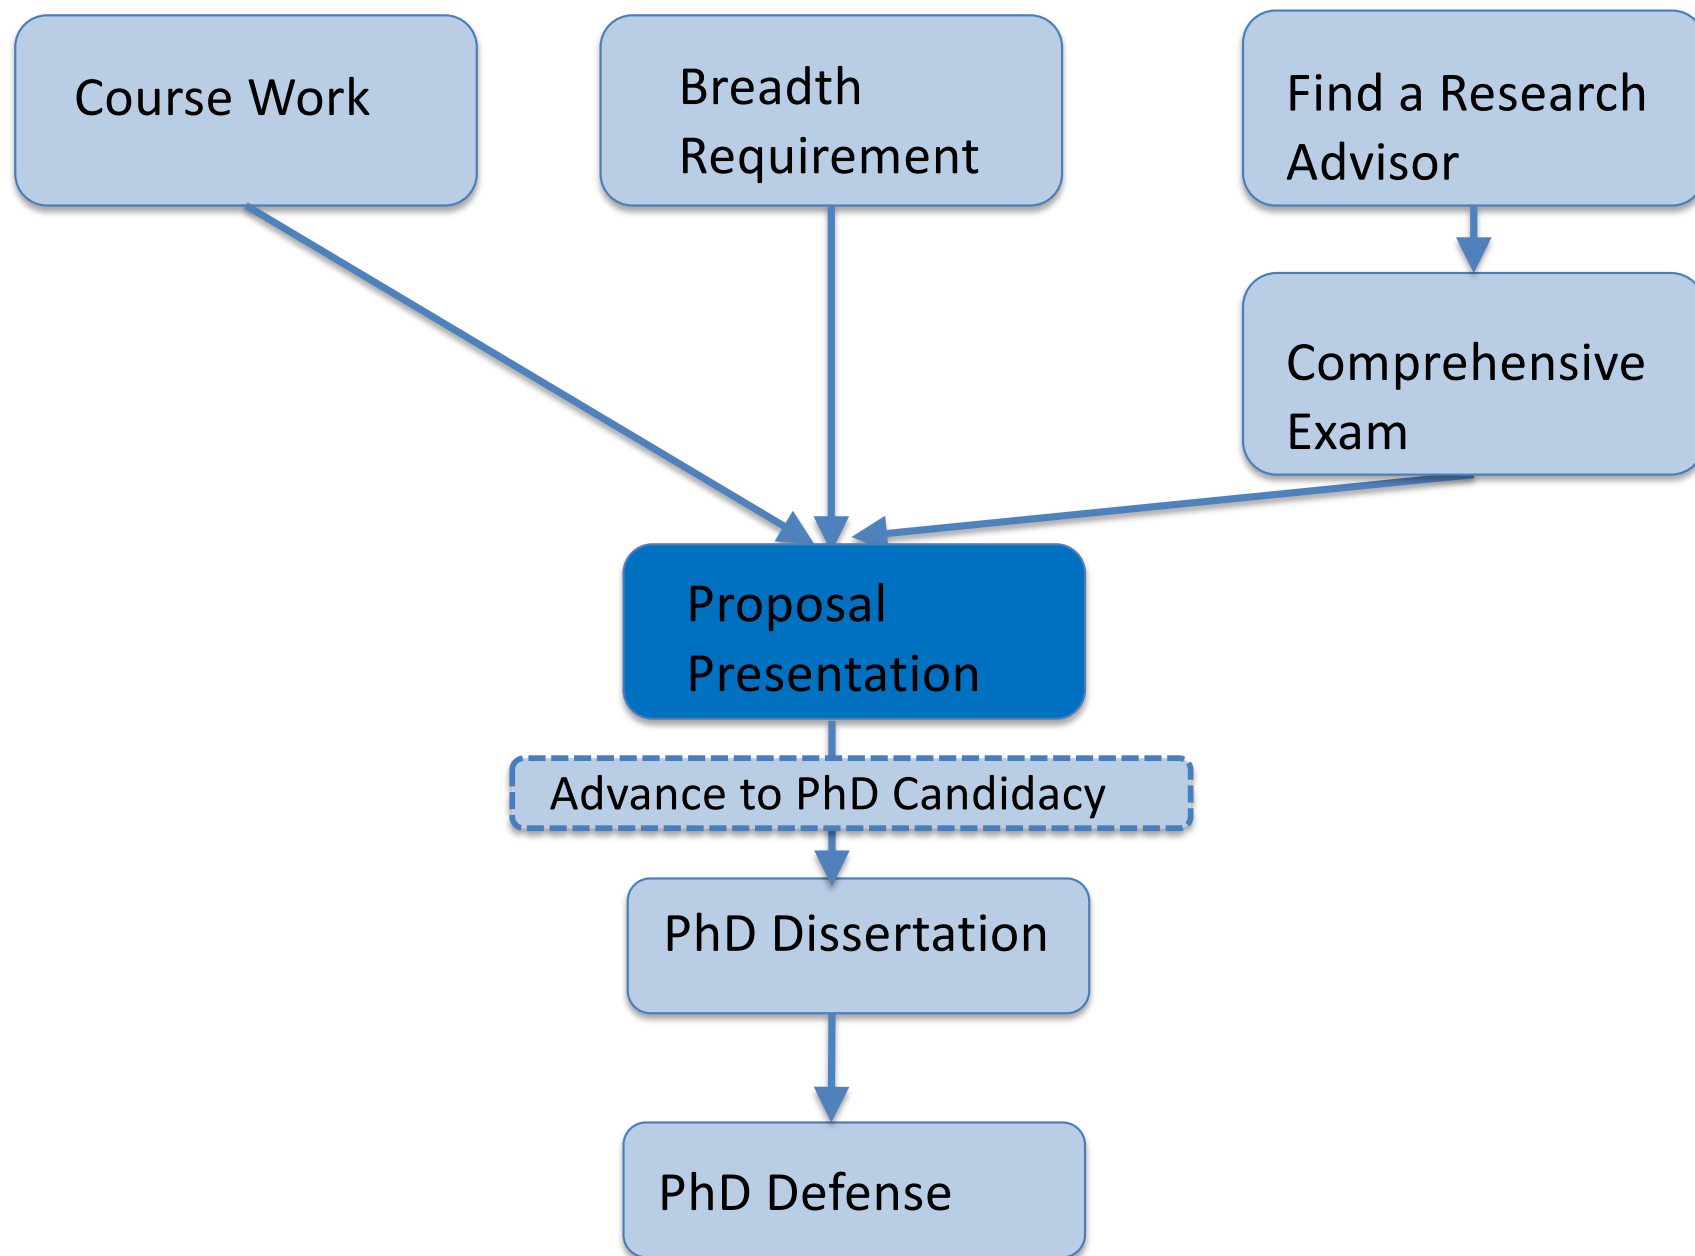 Course Work
Breadth
Requirement
Find a Research
Advisor
Comprehensive
Exam
Proposal
Presentation
Advance to PhD Candidacy
PhD Dissertation
PhD Defense